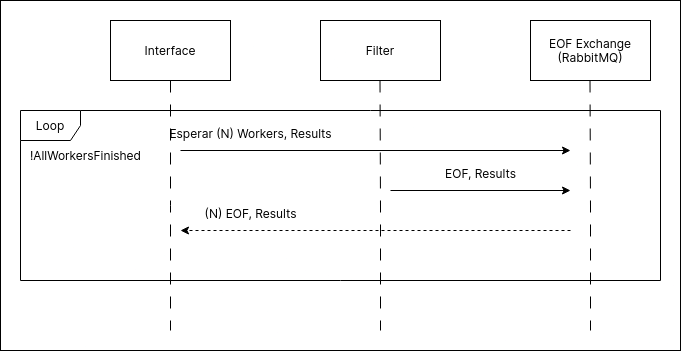 Interface
Filter
EOF Exchange
(RabbitMQ)
Loop
!AllWorkersFinished
Esperar (N) Workers, Results
EOF, Results
(N) EOF, Results